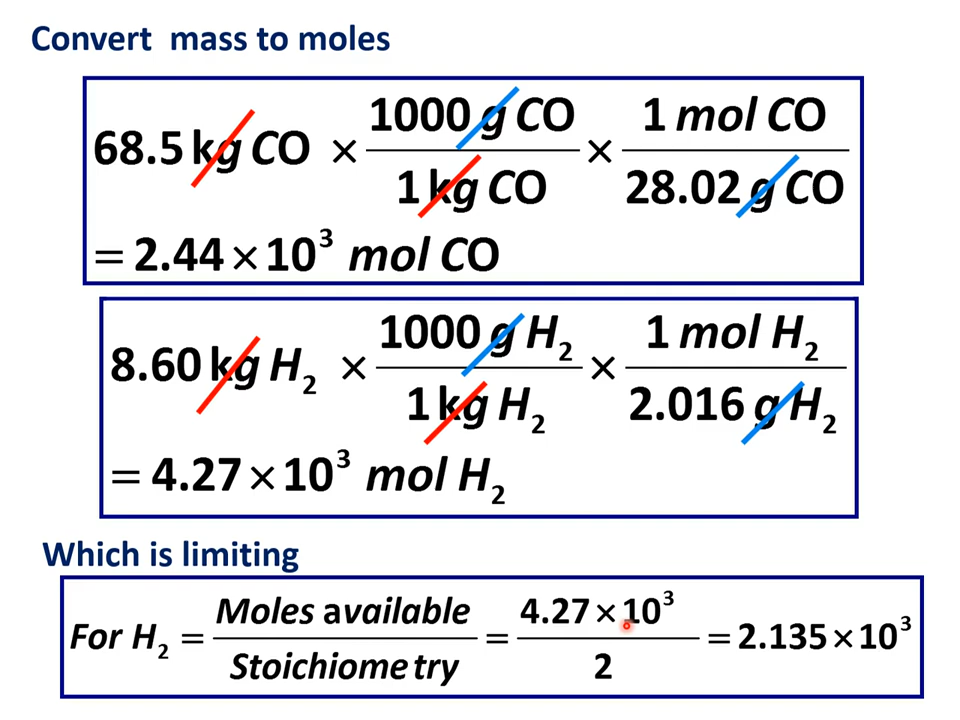 Convert mass to moles
68.5 kg CO × 1000 g CO / 1 kg CO × 1 mol CO / 28.02 g CO
= 2.44 × 10³ mol CO
8.60 kg H₂ × 1000 g H₂ / 1 kg H₂ × 1 mol H₂ / 2.016 g H₂
= 4.27 × 10³ mol H₂
Which is limiting
For H₂ = Moles available / Stoichiometry = 4.27 × 10³ / 2 = 2.135 × 10³